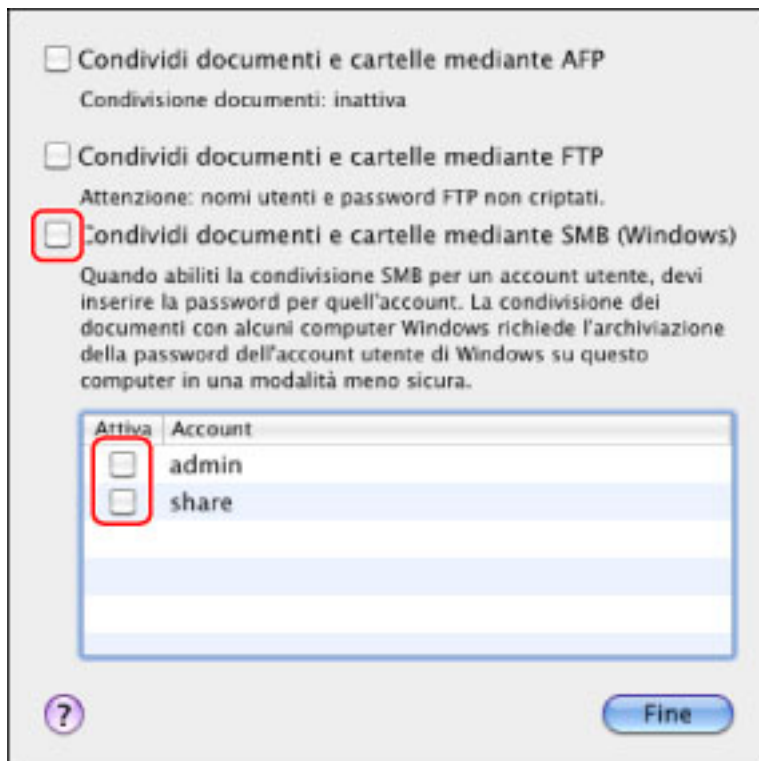 Condividi documenti e cartelle mediante AFP
Condivisione documenti: inattiva
Condividi documenti e cartelle mediante FTP
Attenzione: nomi utenti e password FTP non criptati.
Condividi documenti e cartelle mediante SMB (Windows)
Quando abiliti la condivisione SMB per un account utente, devi
inserire la password per quell'account. La condivisione dei
documenti con alcuni computer Windows richiede l'archiviazione
della password dell'account utente di Windows su questo
computer in una modalità meno sicura.
Attiva Account
admin
share
? Fine